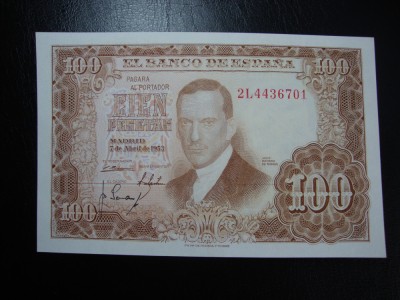 100
EL BANCO DE ESPAÑA
100
PAGARA
AL PORTADOR
2L4436701
CIEN
PESETAS
MADRID
7 de Abril de 1953
100
100